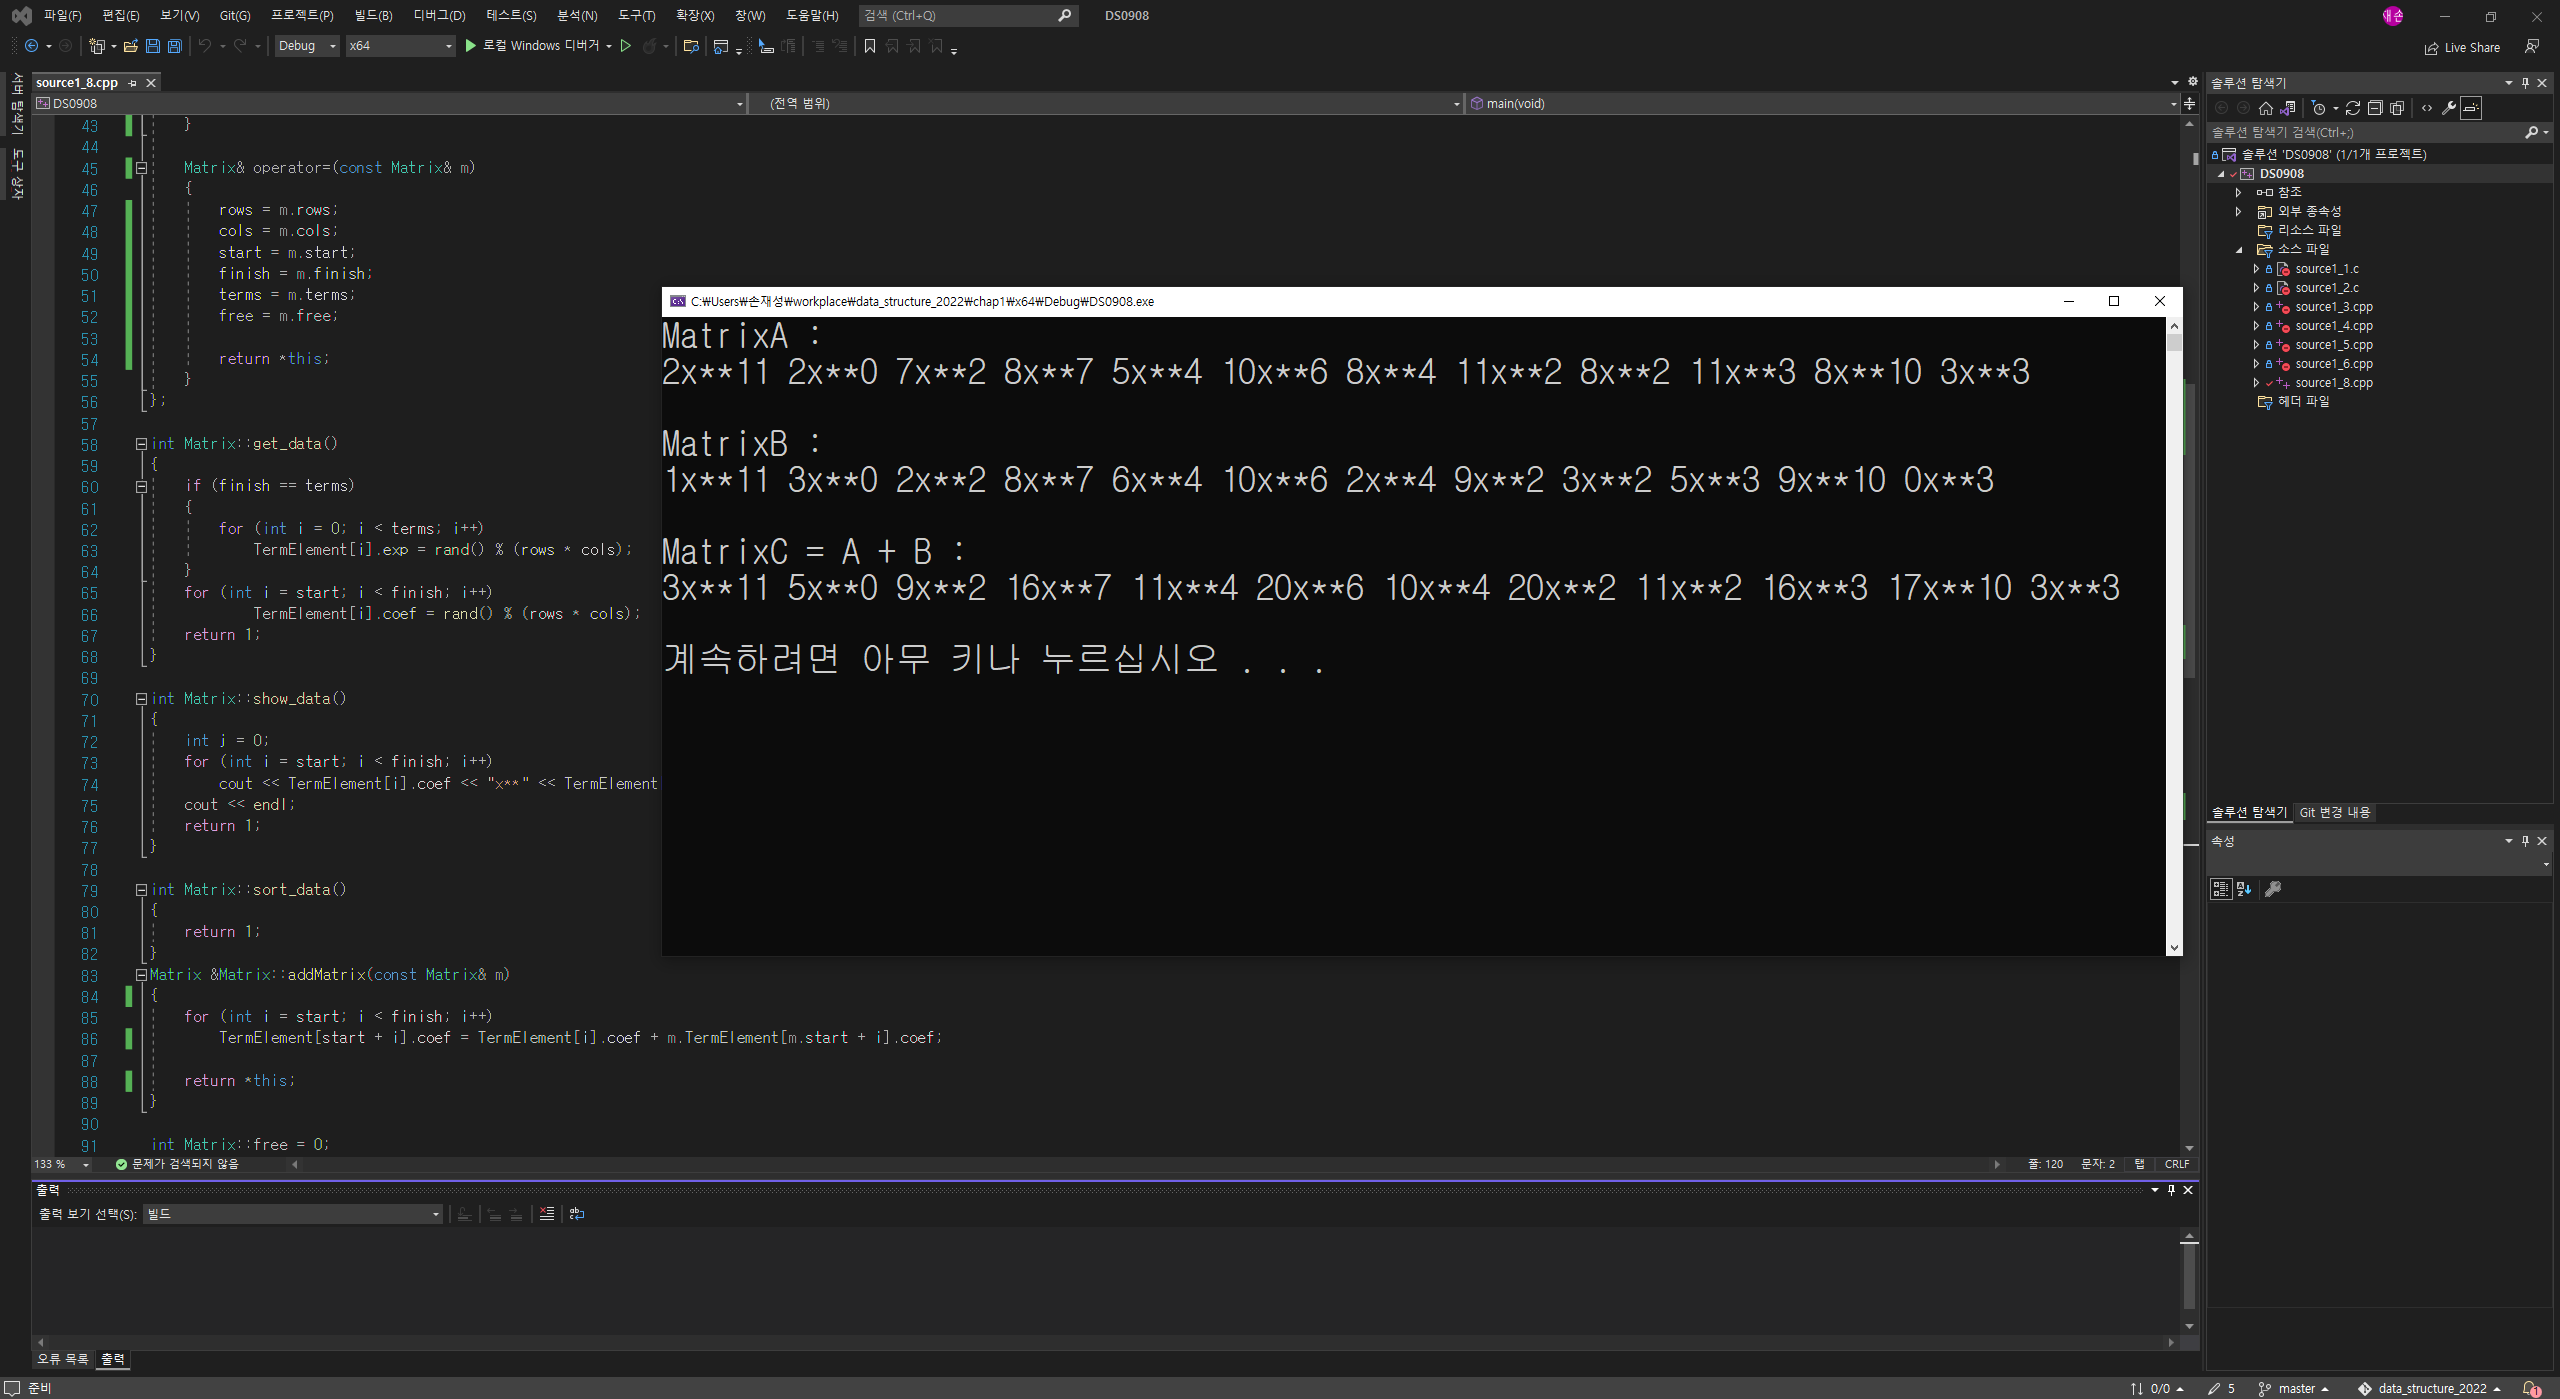 파일(F) 편집(E) 보기(V) Git(G) 프로젝트(P) 빌드(B) 디버그(D) 테스트(S) 분석(N) 도구(T) 확장(X) 창(W) 도움말(H) 검색 (Ctrl+Q) DS0908 재손
Debug x64 로컬 Windows 디버거 Live Share
서버 탐색기
도구 상자
source1_8.cpp
DS0908 (전역 범위) main(void)
43 }
44
45 Matrix& operator=(const Matrix& m)
46 {
47 rows = m.rows;
48 cols = m.cols;
49 start = m.start;
50 finish = m.finish;
51 terms = m.terms;
52 free = m.free;
53
54 return *this;
55 }
56 };
57
58 int Matrix::get_data()
59 {
60 if (finish == terms)
61 {
62 for (int i = 0; i < terms; i++)
63 TermElement[i].exp = rand() % (rows * cols);
64 }
65 for (int i = start; i < finish; i++)
66 TermElement[i].coef = rand() % (rows * cols);
67 return 1;
68 }
69
70 int Matrix::show_data()
71 {
72 int j = 0;
73 for (int i = start; i < finish; i++)
74 cout << TermElement[i].coef << "x**" << TermElement
75 cout << endl;
76 return 1;
77 }
78
79 int Matrix::sort_data()
80 {
81 return 1;
82 }
83 Matrix &Matrix::addMatrix(const Matrix& m)
84 {
85 for (int i = start; i < finish; i++)
86 TermElement[start + i].coef = TermElement[i].coef + m.TermElement[m.start + i].coef;
87
88 return *this;
89 }
90
91 int Matrix::free = 0;
C:\Users\손재성\workplace\data_structure_2022\chap1\x64\Debug\DS0908.exe
MatrixA :
2x**11 2x**0 7x**2 8x**7 5x**4 10x**6 8x**4 11x**2 8x**2 11x**3 8x**10 3x**3
MatrixB :
1x**11 3x**0 2x**2 8x**7 6x**4 10x**6 2x**4 9x**2 3x**2 5x**3 9x**10 0x**3
MatrixC = A + B :
3x**11 5x**0 9x**2 16x**7 11x**4 20x**6 10x**4 20x**2 11x**2 16x**3 17x**10 3x**3
계속하려면 아무 키나 누르십시오 . . .
133 % 문제가 검색되지 않음 줄: 120 문자: 2 탭 CRLF
출력
출력 보기 선택(S): 빌드
오류 목록 출력
솔루션 탐색기
솔루션 탐색기 검색(Ctrl+;)
솔루션 'DS0908' (1/1개 프로젝트)
DS0908
참조
외부 종속성
리소스 파일
소스 파일
source1_1.c
source1_2.c
source1_3.cpp
source1_4.cpp
source1_5.cpp
source1_6.cpp
source1_8.cpp
헤더 파일
솔루션 탐색기 Git 변경 내용
속성
준비 0/0 5 master data_structure_2022 1